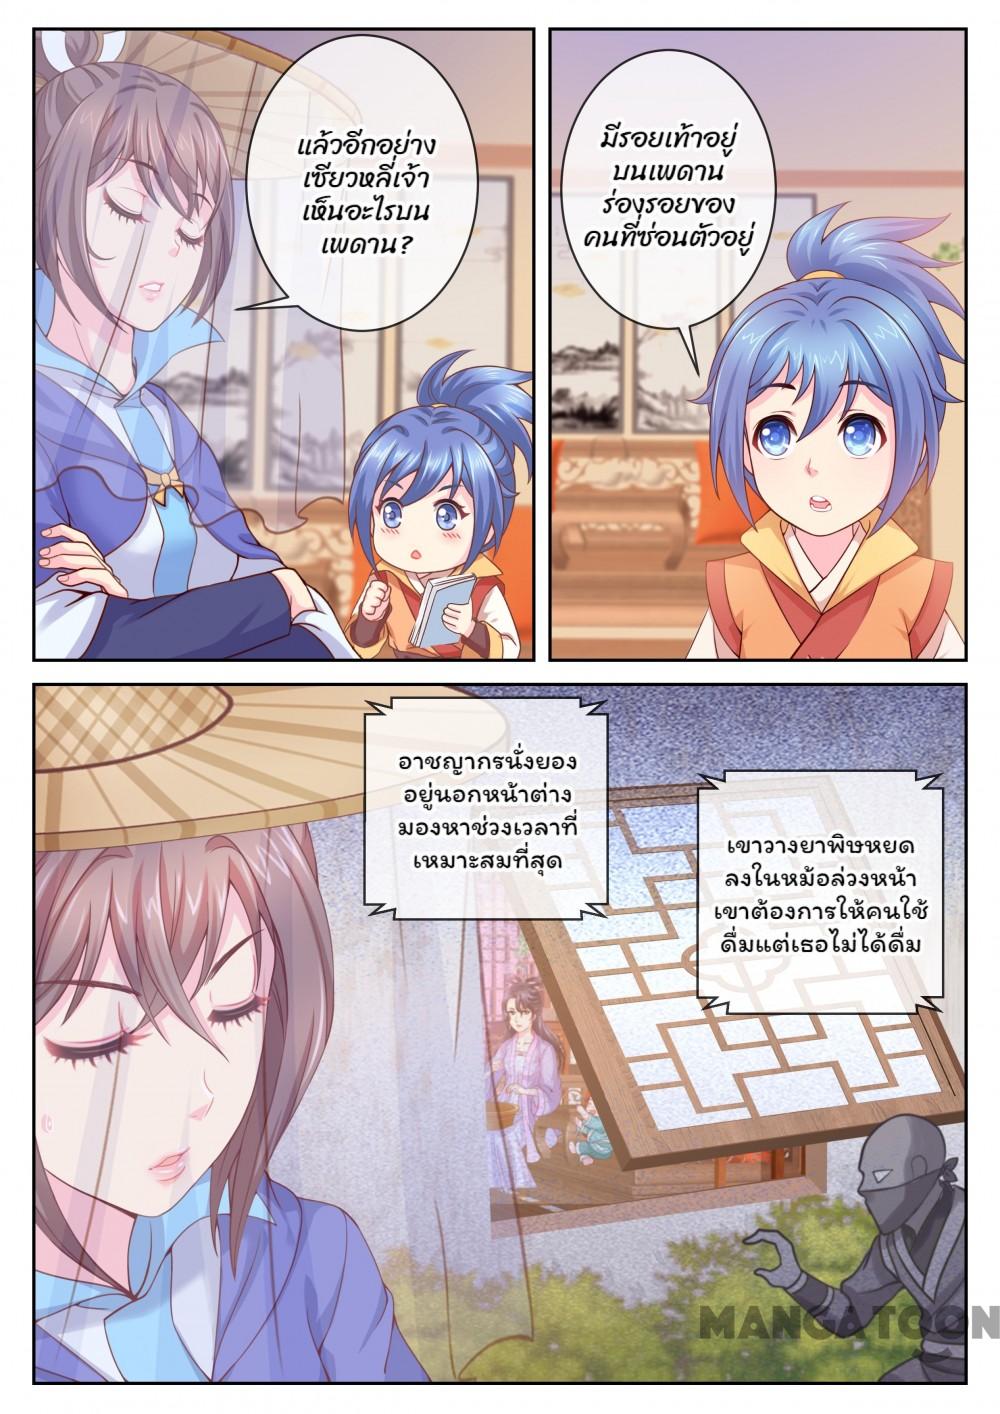 แล้วอีกอย่าง
เซียวหลี่เจ้า
เห็นอะไรบน
เพดาน?
มีรอยเท้าอยู่
บนเพดาน
ร่องรอยของ
คนที่ซ่อนตัวอยู่
อาชญากรนั่งยอง
อยู่นอกหน้าต่าง
มองหาช่วงเวลาที่
เหมาะสมที่สุด
เขาวางยาพิษหยด
ลงในหม้อล่วงหน้า
เขาต้องการให้คนใช้
ดื่มแต่เธอไม่ได้ดื่ม
MANGATOON